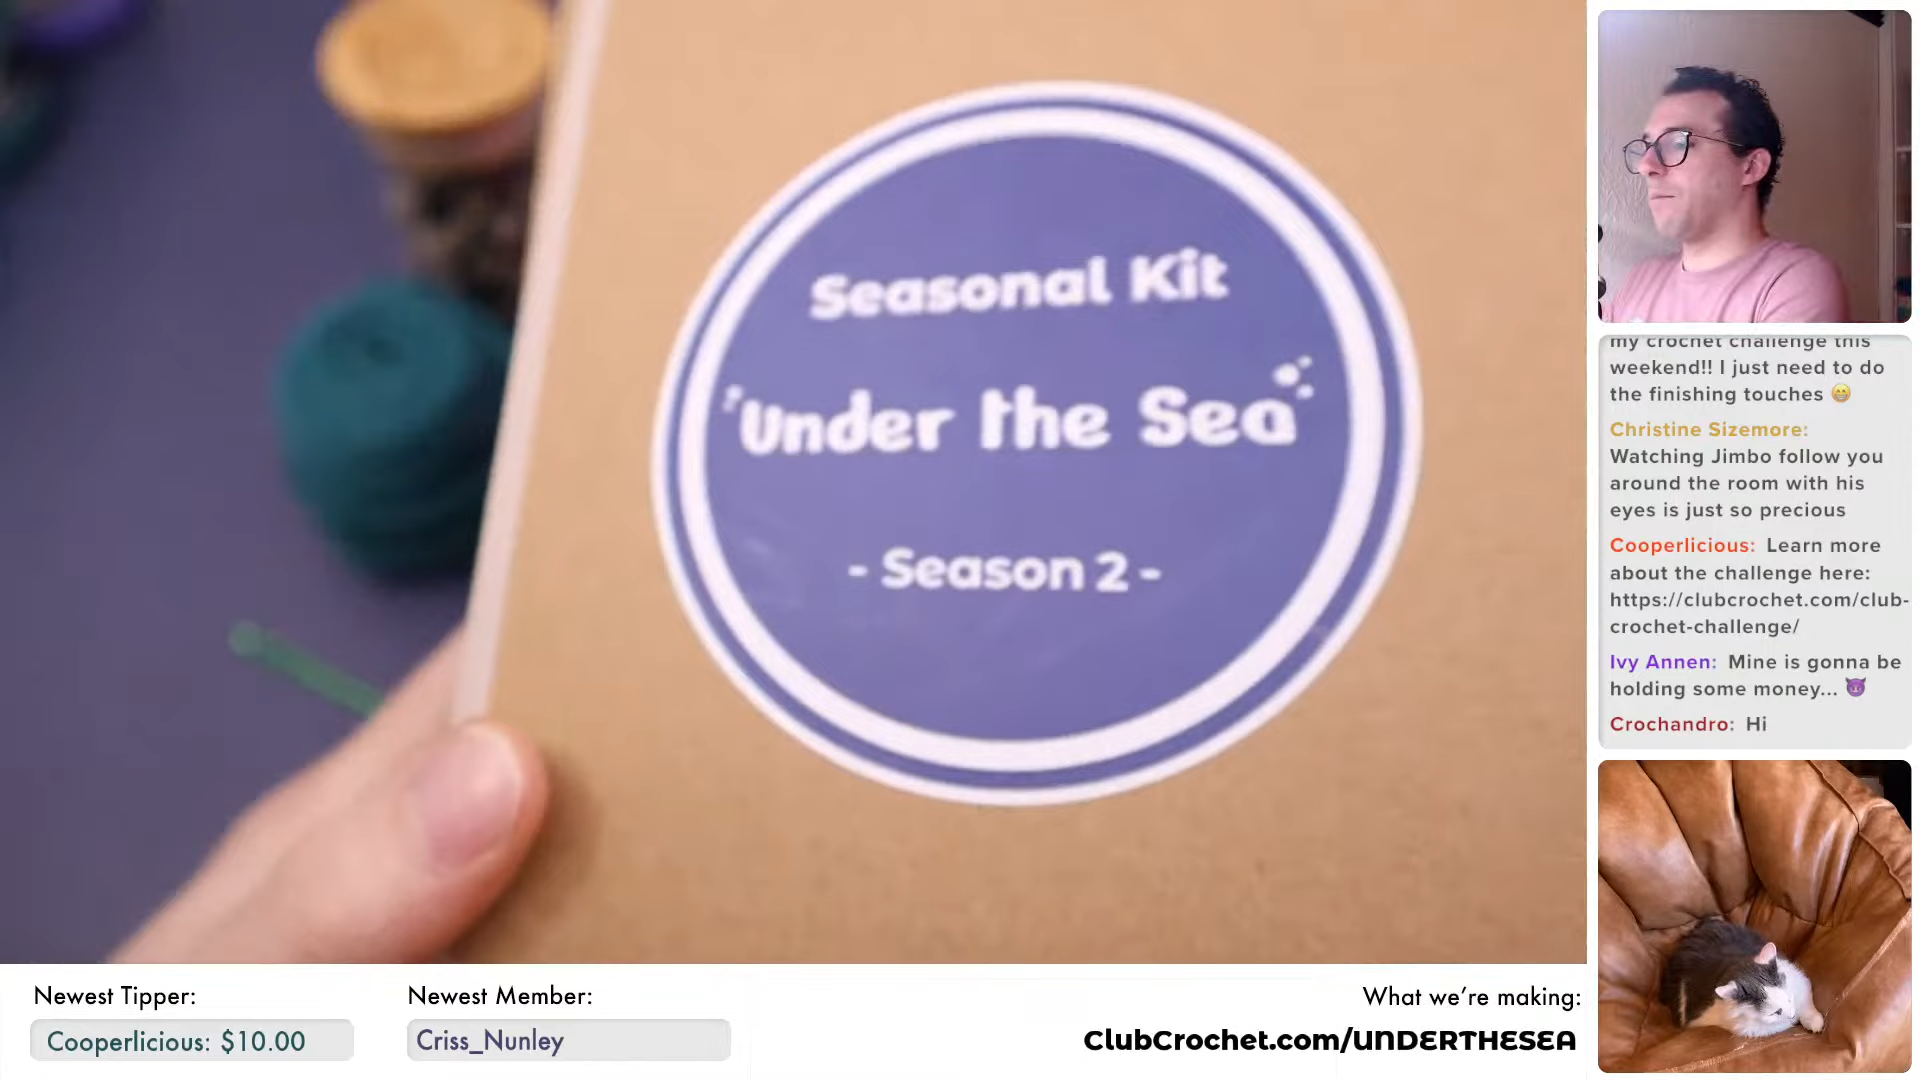 Seasonal Kit
Under the Sea
- Season 2 -
my crochet challenge this
weekend!! I just need to do
the finishing touches 😁
Christine Sizemore:
Watching Jimbo follow you
around the room with his
eyes is just so precious
Cooperlicious: Learn more
about the challenge here:
https://clubcrochet.com/club-
crochet-challenge/
Ivy Annen: Mine is gonna be
holding some money... 😈
Crochandro: Hi
Newest Tipper:
Cooperlicious: $10.00
Newest Member:
Criss_Nunley
What we're making:
ClubCrochet.com/UNDERTHESEA